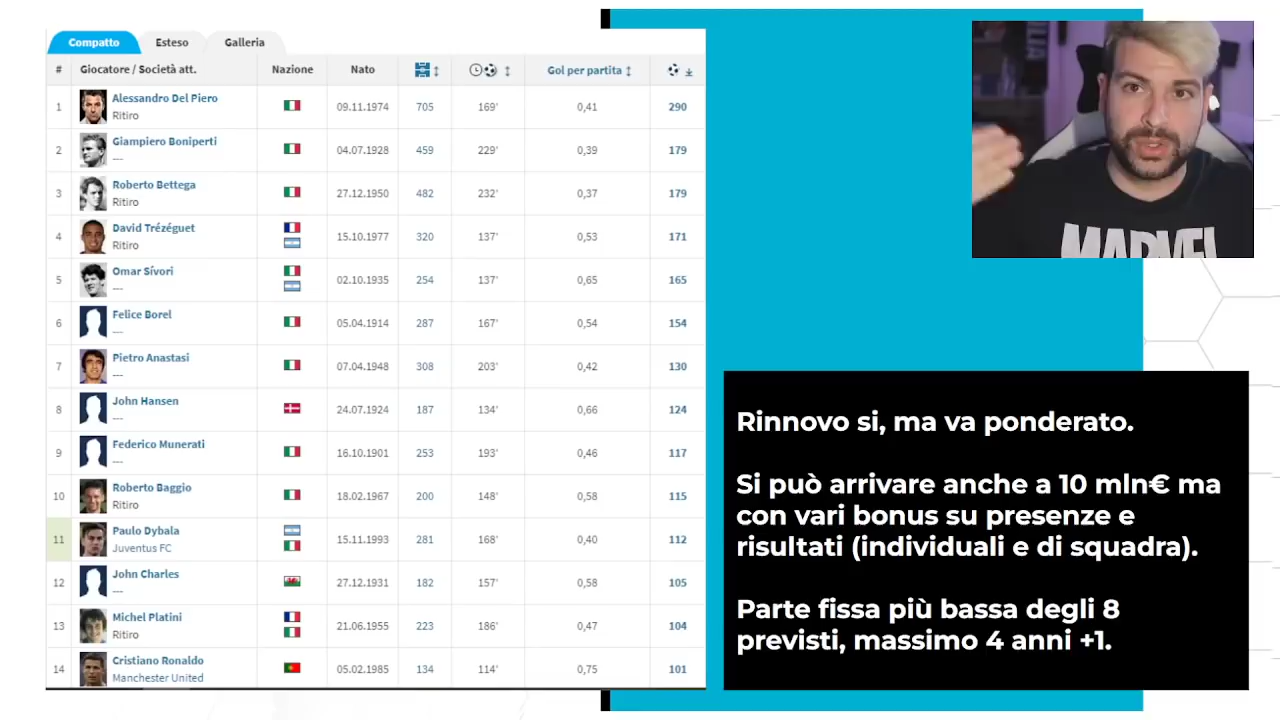 Compatto Esteso Galleria
# Giocatore / Società att. Nazione Nato Gol per partita
1 Alessandro Del Piero 09.11.1974 705 169' 0,41 290
Ritiro
2 Giampiero Boniperti 04.07.1928 459 229' 0,39 179
---
3 Roberto Bettega 27.12.1950 482 232' 0,37 179
Ritiro
4 David Trézéguet 15.10.1977 320 137' 0,53 171
Ritiro
5 Omar Sívori 02.10.1935 254 137' 0,65 165
---
6 Felice Borel 05.04.1914 287 167' 0,54 154
---
7 Pietro Anastasi 07.04.1948 308 203' 0,42 130
---
8 John Hansen 24.07.1924 187 134' 0,66 124
---
9 Federico Munerati 16.10.1901 253 193' 0,46 117
---
10 Roberto Baggio 18.02.1967 200 148' 0,58 115
Ritiro
11 Paulo Dybala 15.11.1993 281 168' 0,40 112
Juventus FC
12 John Charles 27.12.1931 182 157' 0,58 105
---
13 Michel Platini 21.06.1955 223 186' 0,47 104
Ritiro
14 Cristiano Ronaldo 05.02.1985 134 114' 0,75 101
Manchester United
MARVEL
Rinnovo si, ma va ponderato.
Si può arrivare anche a 10 mln€ ma
con vari bonus su presenze e
risultati (individuali e di squadra).
Parte fissa più bassa degli 8
previsti, massimo 4 anni +1.